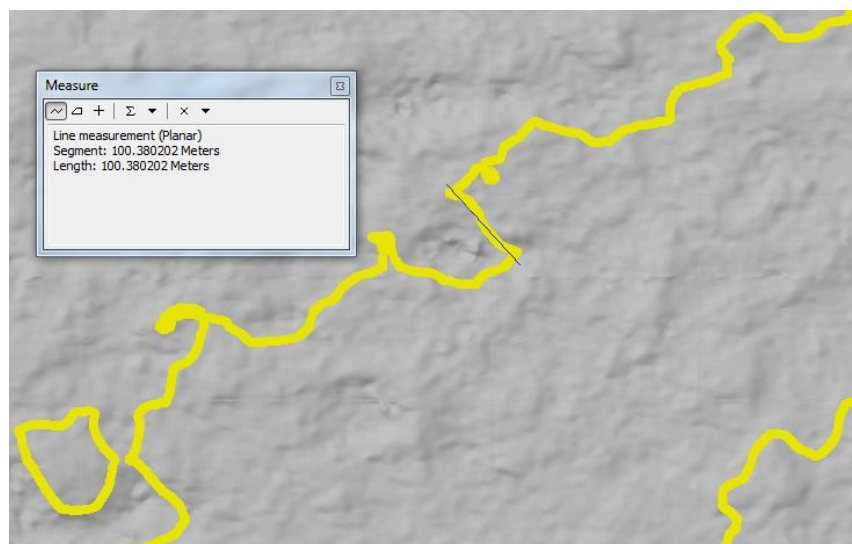 Measure
Line measurement (Planar)
Segment: 100.380202 Meters
Length: 100.380202 Meters